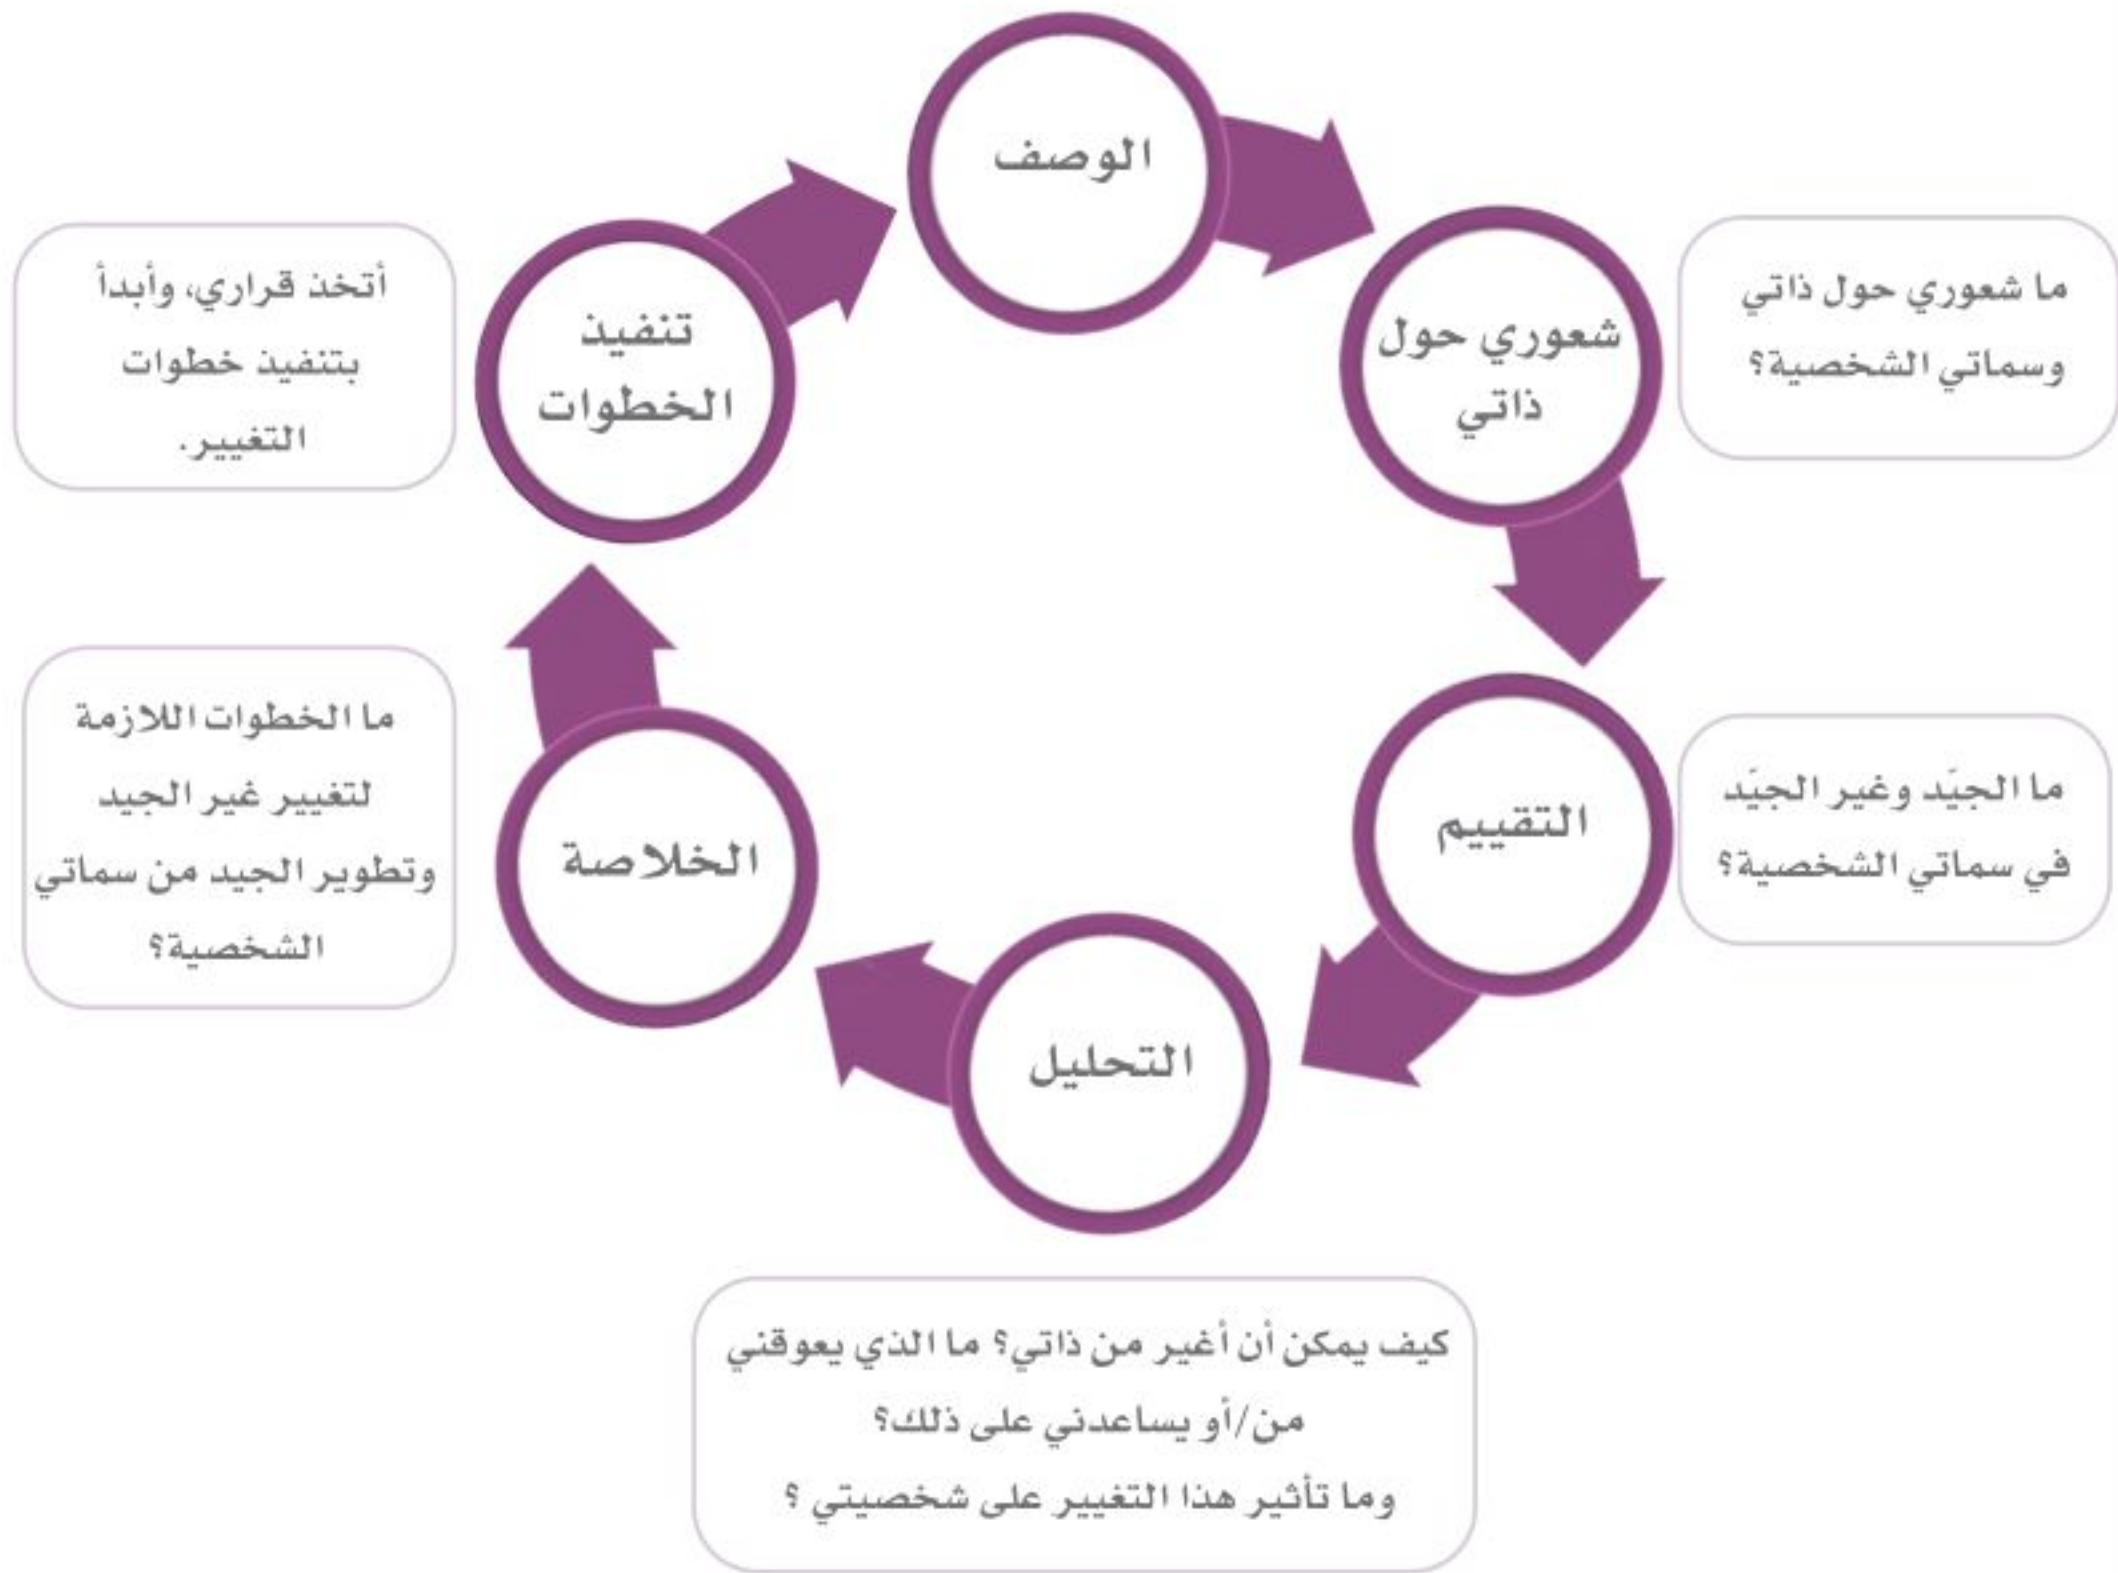 الوصف
شعوري حول
ذاتي
ما شعوري حول ذاتي
وسماتي الشخصية؟
التقييم
ما الجيَد وغير الجيَد
في سماتي الشخصية؟
التحليل
كيف يمكن أن أغير من ذاتي؟ ما الذي يعوقني
من/أو يساعدني على ذلك؟
وما تأثير هذا التغيير على شخصيتي ؟
الخلاصة
ما الخطوات اللازمة
لتغيير غير الجيد
وتطوير الجيد من سماتي
الشخصية؟
تنفيذ
الخطوات
أتخذ قراري، وأبدأ
بتنفيذ خطوات
التغيير.